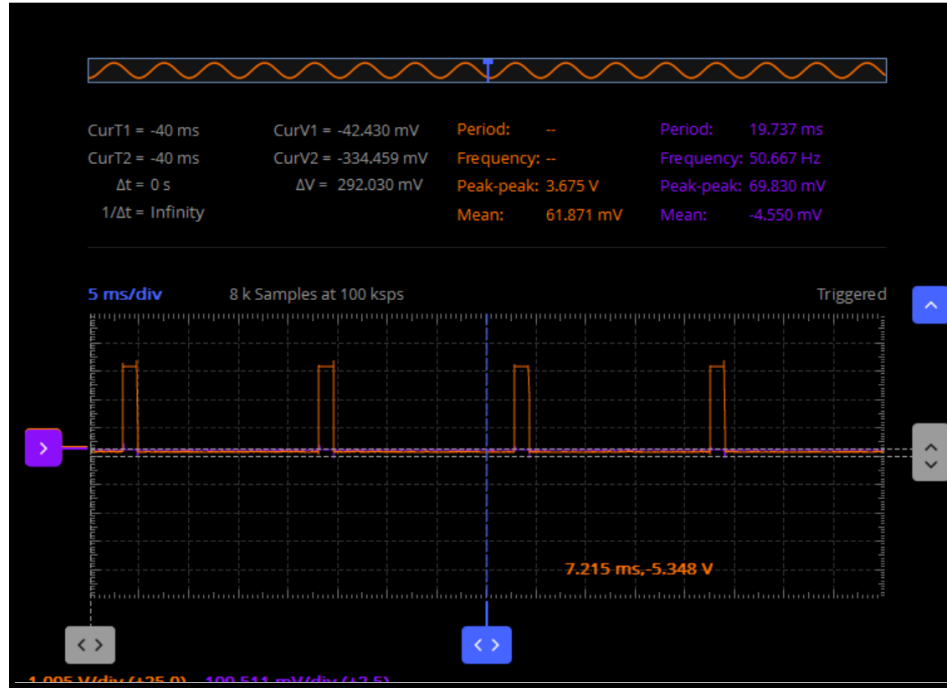 CurT1 = -40 ms CurV1 = -42.430 mV Period: -- Period: 19.737 ms
CurT2 = -40 ms CurV2 = -334.459 mV Frequency: -- Frequency: 50.667 Hz
Δt = 0 s ΔV = 292.030 mV Peak-peak: 3.675 V Peak-peak: 69.830 mV
1/Δt = Infinity Mean: 61.871 mV Mean: -4.550 mV
5 ms/div 8 k Samples at 100 ksps Triggered
7.215 ms,-5.348 V
V/div mV/div